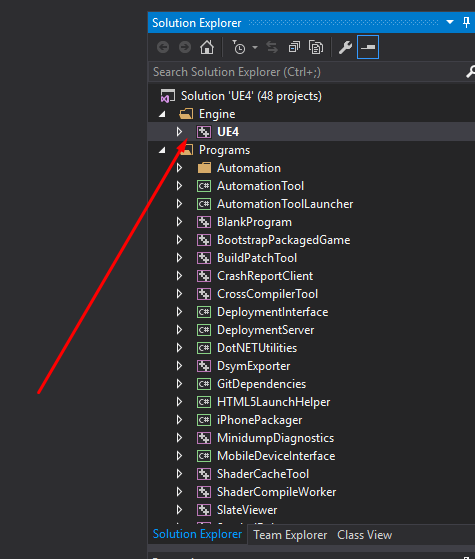 Solution Explorer
Search Solution Explorer (Ctrl+;)
Solution 'UE4' (48 projects)
Engine
UE4
Programs
Automation
C# AutomationTool
C# AutomationToolLauncher
BlankProgram
BootstrapPackagedGame
BuildPatchTool
CrashReportClient
CrossCompilerTool
C# DeploymentInterface
C# DeploymentServer
C# DotNETUtilities
DsymExporter
C# GitDependencies
C# HTML5LaunchHelper
C# iPhonePackager
MinidumpDiagnostics
C# MobileDeviceInterface
ShaderCacheTool
ShaderCompileWorker
SlateViewer
Solution Explorer Team Explorer Class View